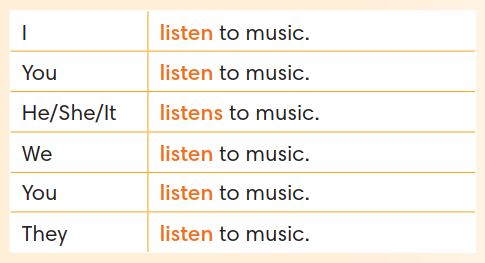 I listen to music.
You listen to music.
He/She/It listens to music.
We listen to music.
You listen to music.
They listen to music.